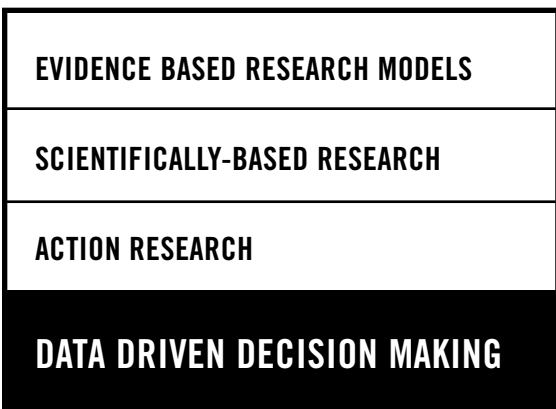 EVIDENCE BASED RESEARCH MODELS
SCIENTIFICALLY-BASED RESEARCH
ACTION RESEARCH
DATA DRIVEN DECISION MAKING